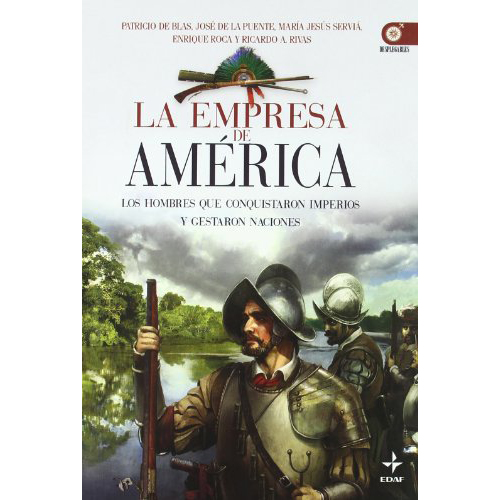 PATRICIO DE BLAS, JOSÉ DE LA PUENTE, MARÍA JESÚS SERVIÁ,
ENRIQUE ROCA Y RICARDO A. RIVAS
DESPLEGABLES
LA EMPRESA
DE
AMÉRICA
LOS HOMBRES QUE CONQUISTARON IMPERIOS
Y GESTARON NACIONES
EDAF